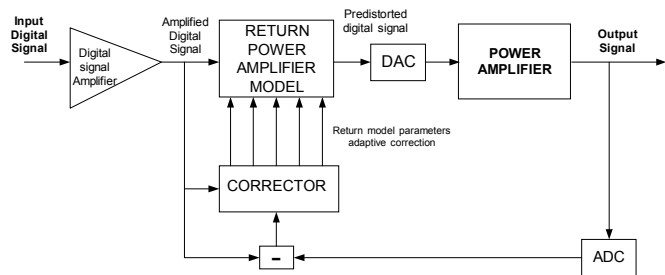 Input
Digital
Signal
Digital
signal
Amplifier
Amplified
Digital
Signal
RETURN
POWER
AMPLIFIER
MODEL
Predistorted
digital signal
DAC
POWER
AMPLIFIER
Output
Signal
Return model parameters
adaptive correction
CORRECTOR
-
ADC